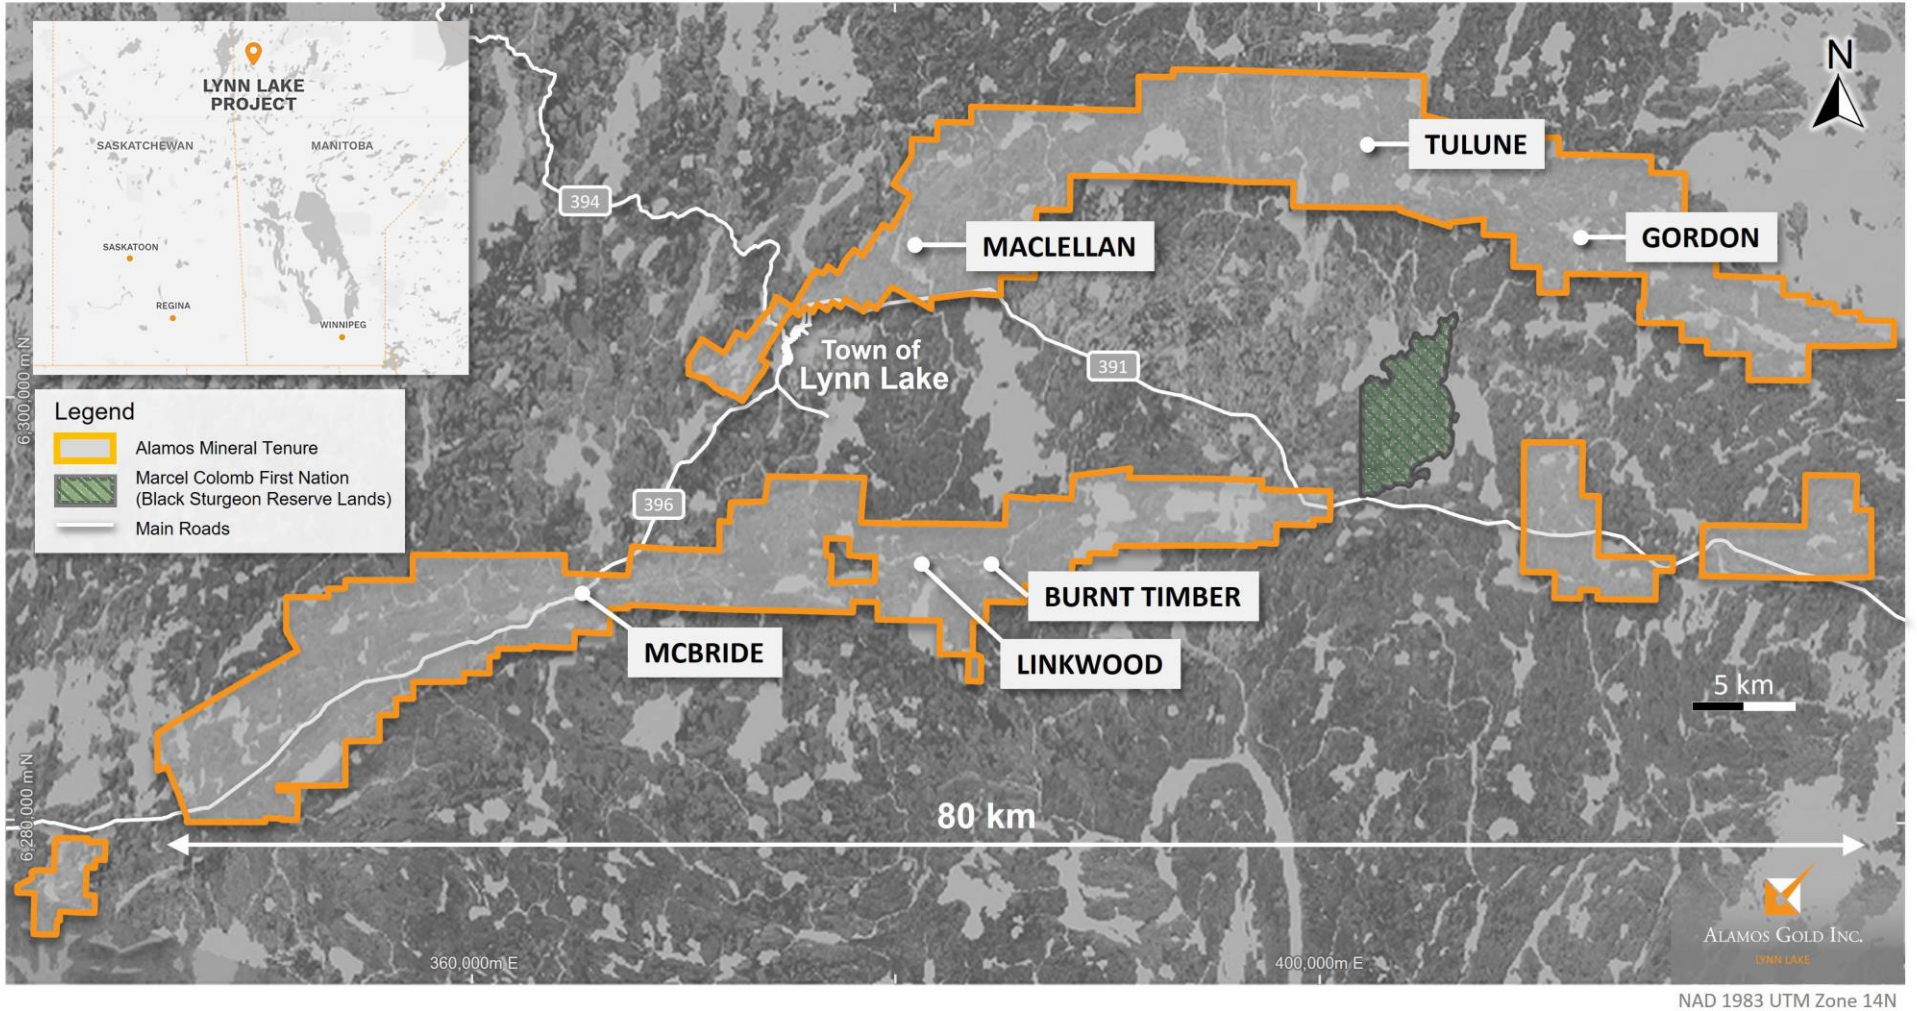 LYNN LAKE
PROJECT
SASKATCHEWAN
MANITOBA
SASKATOON
REGINA
WINNIPEG
N
394
TULUNE
MACLELLAN
GORDON
Town of
Lynn Lake
391
6,300,000 m N
Legend
Alamos Mineral Tenure
Marcel Colomb First Nation
(Black Sturgeon Reserve Lands)
Main Roads
396
BURNT TIMBER
MCBRIDE
LINKWOOD
5 km
6,280,000 m N
80 km
ALAMOS GOLD INC.
LYNN LAKE
360,000m E
400,000m E
NAD 1983 UTM Zone 14N